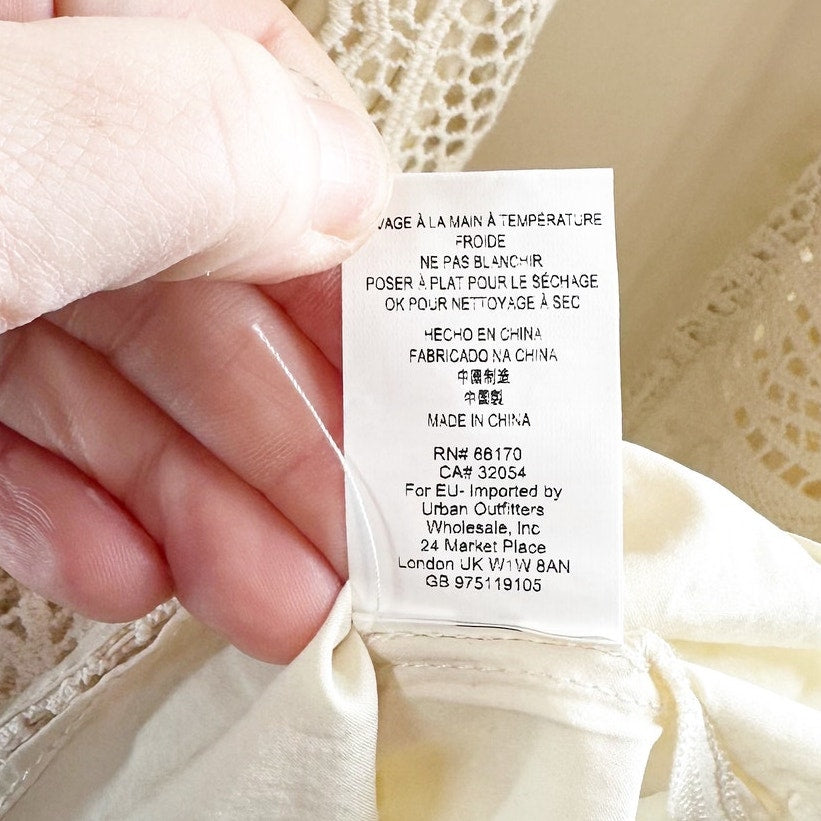 VAGE À LA MAIN À TEMPÉRATURE
FROIDE
NE PAS BLANCHIR
POSER À PLAT POUR LE SÉCHAGE
OK POUR NETTOYAGE À SEC
HECHO EN CHINA
FABRICADO NA CHINA
中國制造
中國製
MADE IN CHINA
RN# 66170
CA# 32054
For EU- Imported by
Urban Outfitters
Wholesale, Inc
24 Market Place
London UK W1W 8AN
GB 975119105